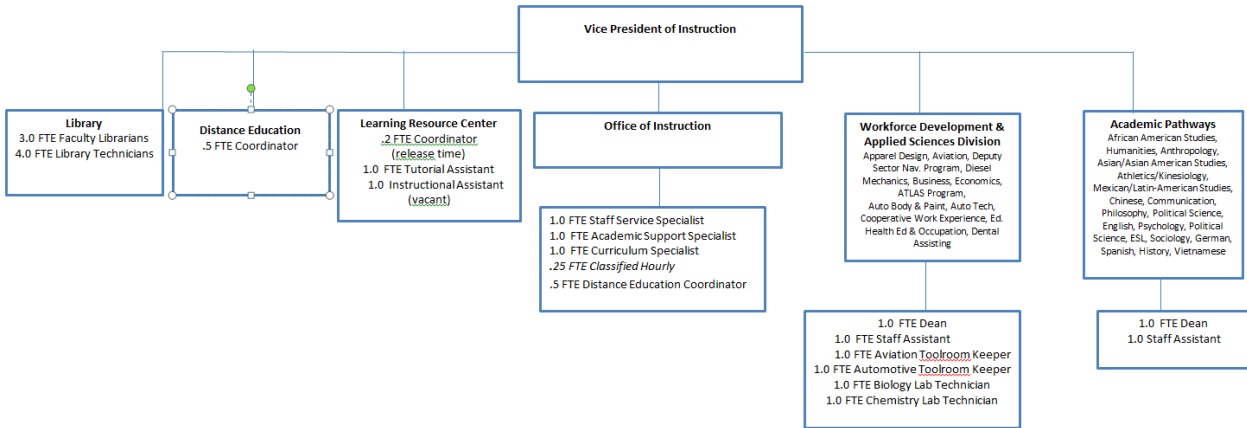 Vice President of Instruction
Library
3.0 FTE Faculty Librarians
4.0 FTE Library Technicians
Distance Education
.5 FTE Coordinator
Learning Resource Center
.2 FTE Coordinator
(release time)
1.0 FTE Tutorial Assistant
1.0 Instructional Assistant
(vacant)
Office of Instruction
1.0 FTE Staff Service Specialist
1.0 FTE Academic Support Specialist
1.0 FTE Curriculum Specialist
.25 FTE Classified Hourly
.5 FTE Distance Education Coordinator
Workforce Development &
Applied Sciences Division
Apparel Design, Aviation, Deputy
Sector Nav. Program, Diesel
Mechanics, Business, Economics,
ATLAS Program,
Auto Body & Paint, Auto Tech,
Cooperative Work Experience, Ed.
Health Ed & Occupation, Dental
Assisting
1.0 FTE Dean
1.0 FTE Staff Assistant
1.0 FTE Aviation Toolroom Keeper
1.0 FTE Automotive Toolroom Keeper
1.0 FTE Biology Lab Technician
1.0 FTE Chemistry Lab Technician
Academic Pathways
African American Studies,
Humanities, Anthropology,
Asian/Asian American Studies,
Athletics/Kinesiology,
Mexican/Latin-American Studies,
Chinese, Communication,
Philosophy, Political Science,
English, Psychology, Political
Science, ESL, Sociology, German,
Spanish, History, Vietnamese
1.0 FTE Dean
1.0 Staff Assistant